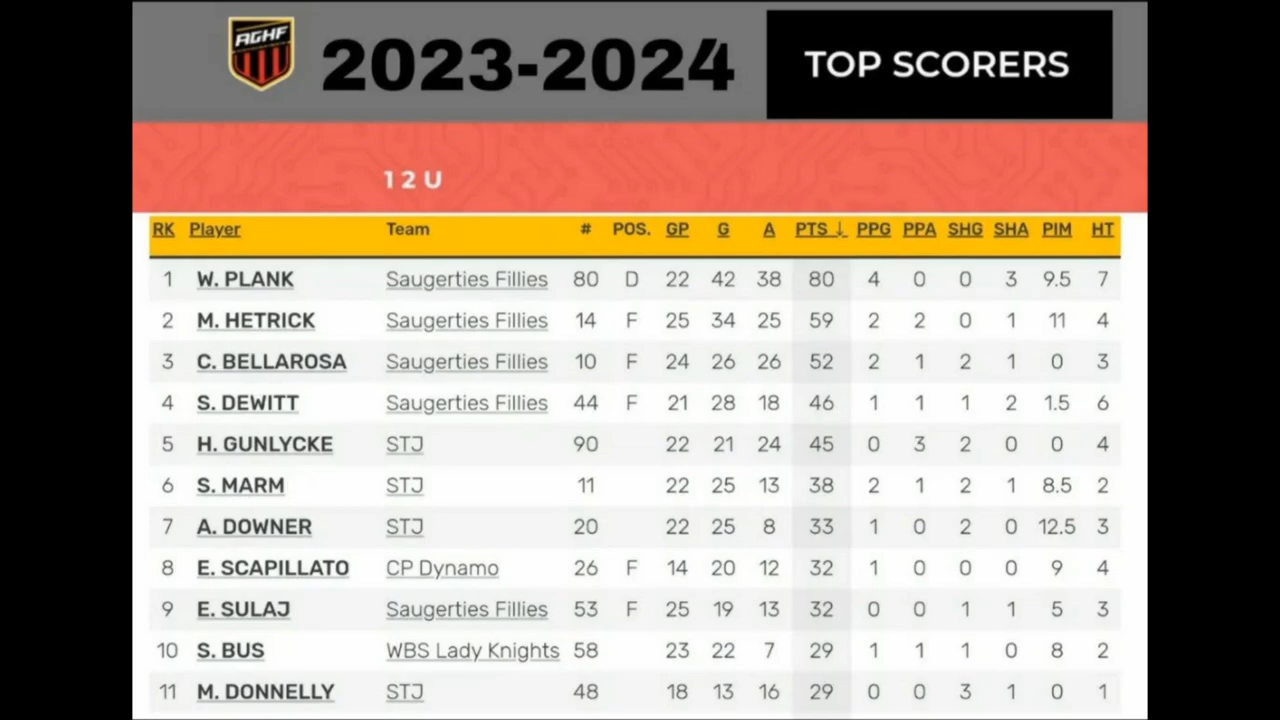 AGHF 2023-2024 TOP SCORERS
12U
RK Player Team # POS. GP G A PTS ↓ PPG PPA SHG SHA PIM HT
1 W. PLANK Saugerties Fillies 80 D 22 42 38 80 4 0 0 3 9.5 7
2 M. HETRICK Saugerties Fillies 14 F 25 34 25 59 2 2 0 1 11 4
3 C. BELLAROSA Saugerties Fillies 10 F 24 26 26 52 2 1 2 1 0 3
4 S. DEWITT Saugerties Fillies 44 F 21 28 18 46 1 1 1 2 1.5 6
5 H. GUNLYCKE STJ 90 22 21 24 45 0 3 2 0 0 4
6 S. MARM STJ 11 22 25 13 38 2 1 2 1 8.5 2
7 A. DOWNER STJ 20 22 25 8 33 1 0 2 0 12.5 3
8 E. SCAPILLATO CP Dynamo 26 F 14 20 12 32 1 0 0 0 9 4
9 E. SULAJ Saugerties Fillies 53 F 25 19 13 32 0 0 1 1 5 3
10 S. BUS WBS Lady Knights 58 23 22 7 29 1 1 1 0 8 2
11 M. DONNELLY STJ 48 18 13 16 29 0 0 3 1 0 1